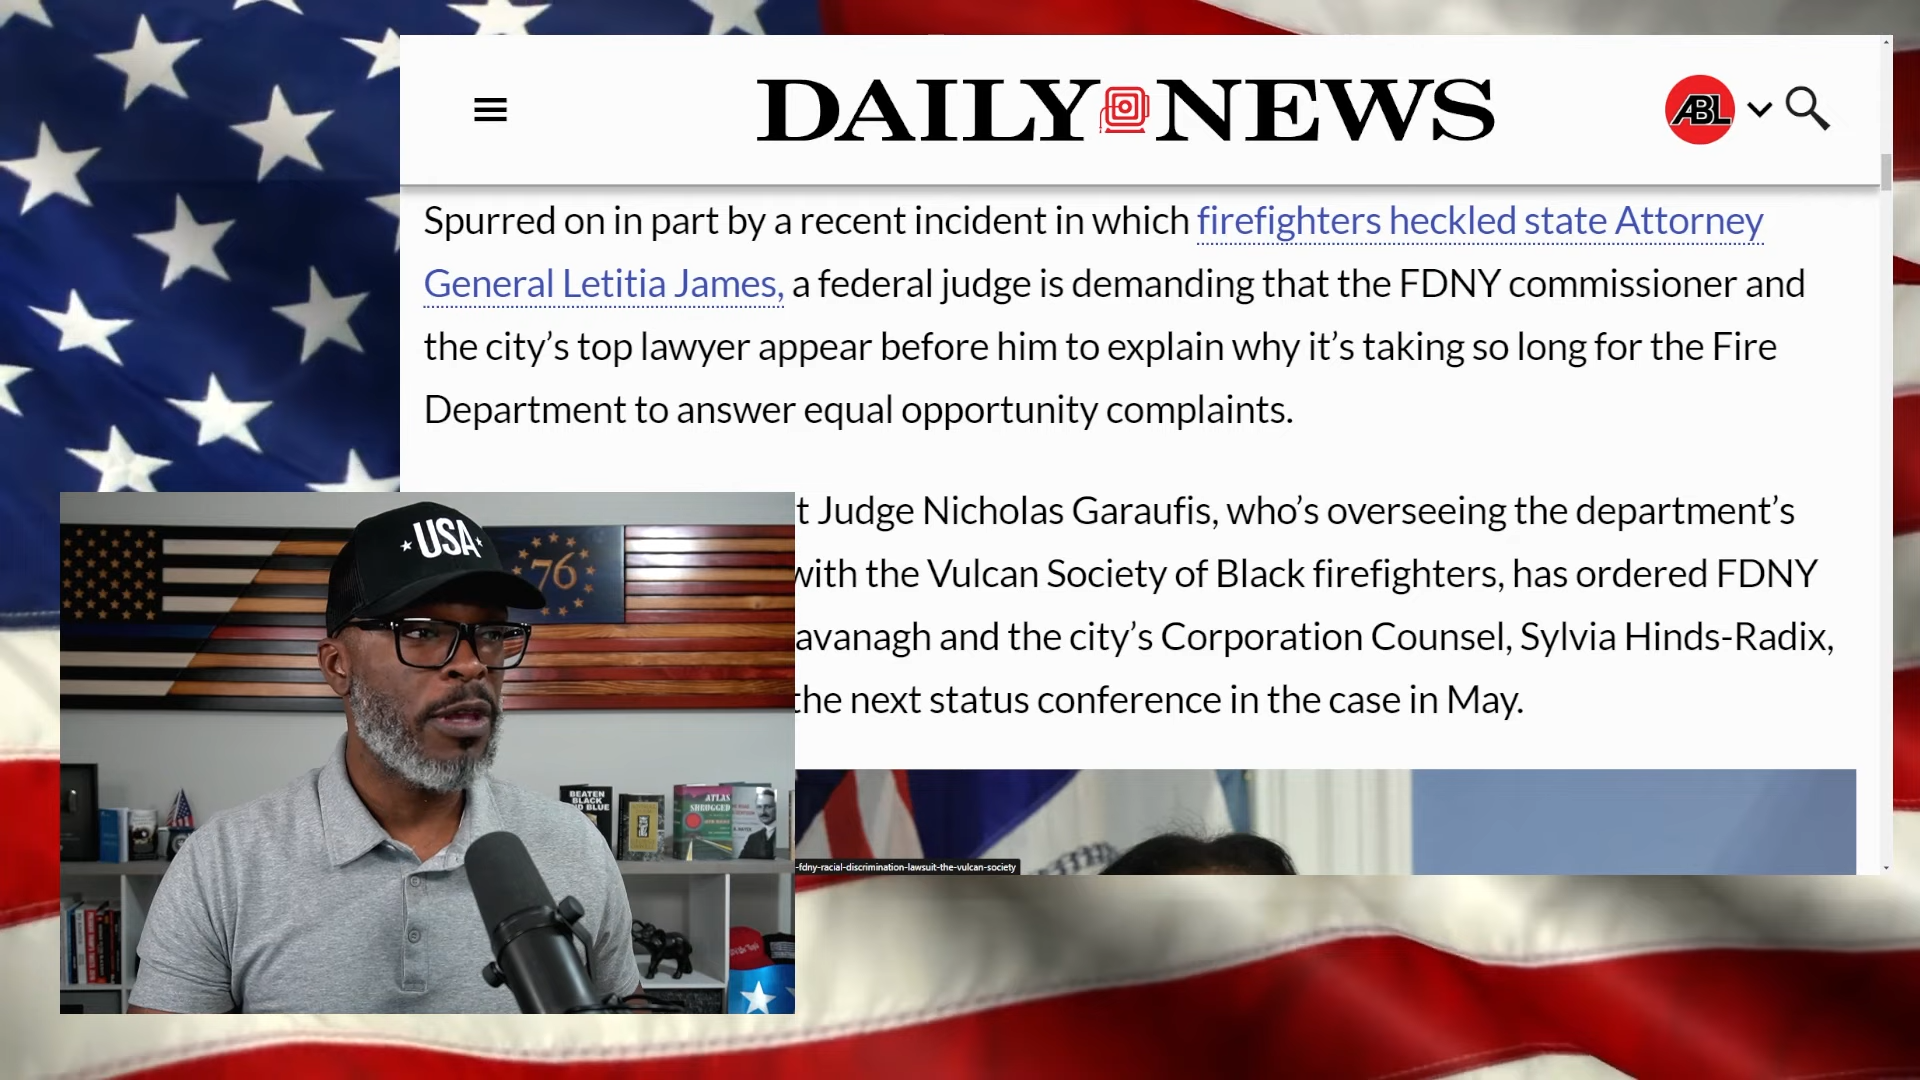 DAILY NEWS
ABL
Spurred on in part by a recent incident in which firefighters heckled state Attorney
General Letitia James, a federal judge is demanding that the FDNY commissioner and
the city’s top lawyer appear before him to explain why it’s taking so long for the Fire
Department to answer equal opportunity complaints.
t Judge Nicholas Garaufis, who’s overseeing the department’s
with the Vulcan Society of Black firefighters, has ordered FDNY
avanagh and the city’s Corporation Counsel, Sylvia Hinds-Radix,
the next status conference in the case in May.
-fdny-racial-discrimination-lawsuit-the-vulcan-society
USA
76
BEATEN
BLACK
ND BLUE
ATLAS
SHRUGGED